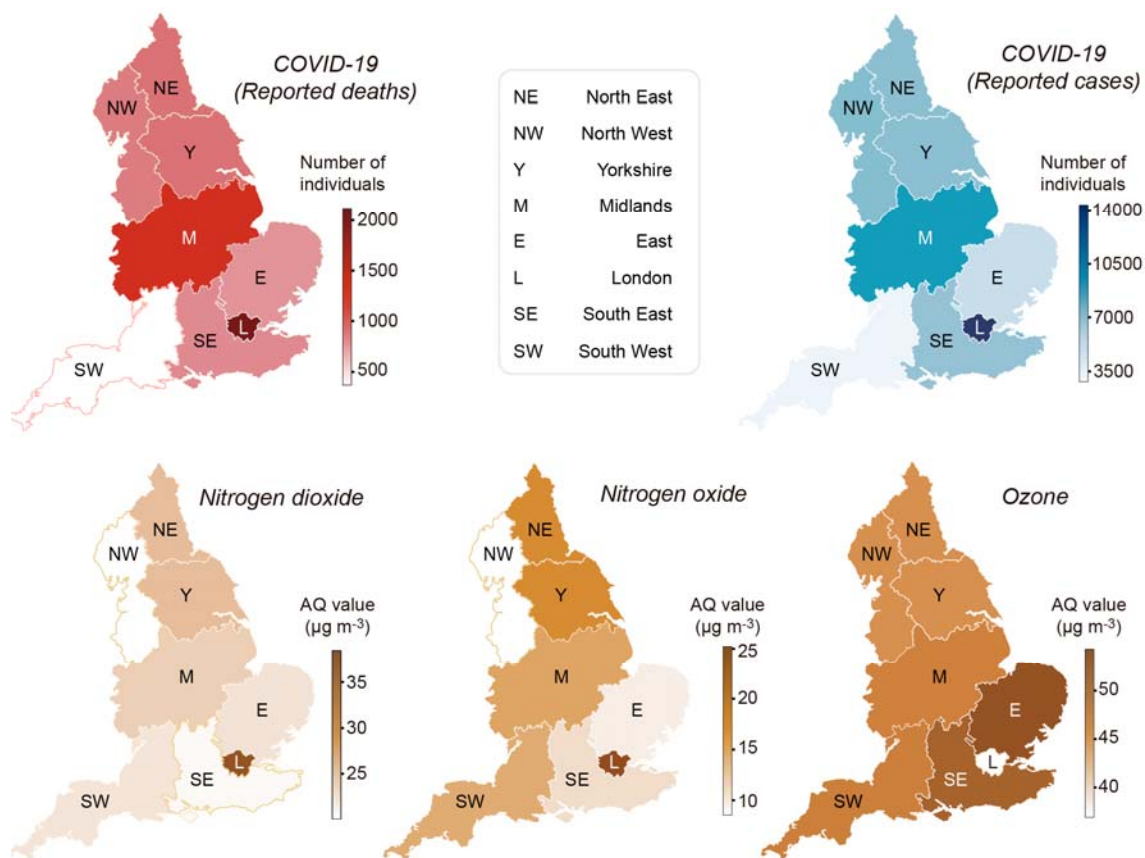 COVID-19
(Reported deaths)
NE
NW
Y
M
E
L
SE
SW
Number of
individuals
2000
1500
1000
500
NE North East
NW North West
Y Yorkshire
M Midlands
E East
L London
SE South East
SW South West
COVID-19
(Reported cases)
NE
NW
Y
M
E
L
SE
SW
Number of
individuals
14000
10500
7000
3500
Nitrogen dioxide
NE
NW
Y
M
E
L
SE
SW
AQ value
(µg m-3)
35
30
25
Nitrogen oxide
NE
NW
Y
M
E
L
SE
SW
AQ value
(µg m-3)
25
20
15
10
Ozone
NE
NW
Y
M
E
L
SE
SW
AQ value
(µg m-3)
50
45
40